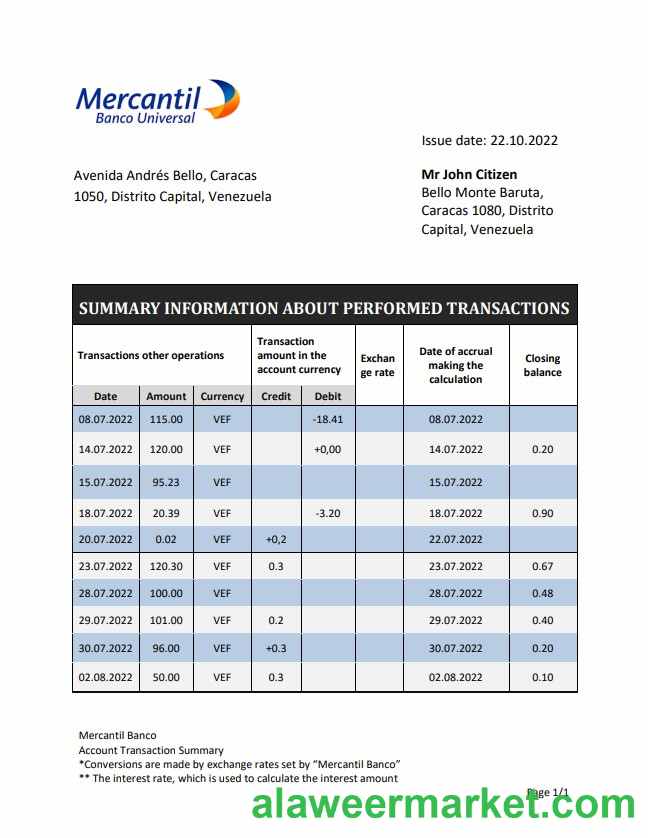 Mercantil
Banco Universal
Issue date: 22.10.2022
Avenida Andrés Bello, Caracas
1050, Distrito Capital, Venezuela
Mr John Citizen
Bello Monte Baruta,
Caracas 1080, Distrito
Capital, Venezuela
SUMMARY INFORMATION ABOUT PERFORMED TRANSACTIONS
Transactions other operations
Transaction
amount in the
account currency
Exchan
ge rate
Date of accrual
making the
calculation
Closing
balance
Date Amount Currency Credit Debit
08.07.2022 115.00 VEF -18.41 08.07.2022
14.07.2022 120.00 VEF +0,00 14.07.2022 0.20
15.07.2022 95.23 VEF 15.07.2022
18.07.2022 20.39 VEF -3.20 18.07.2022 0.90
20.07.2022 0.02 VEF +0,2 22.07.2022
23.07.2022 120.30 VEF 0.3 23.07.2022 0.67
28.07.2022 100.00 VEF 28.07.2022 0.48
29.07.2022 101.00 VEF 0.2 29.07.2022 0.40
30.07.2022 96.00 VEF +0.3 30.07.2022 0.20
02.08.2022 50.00 VEF 0.3 02.08.2022 0.10
Mercantil Banco
Account Transaction Summary
*Conversions are made by exchange rates set by “Mercantil Banco”
** The interest rate, which is used to calculate the interest amount
Page 1/1
alaweermarket.com